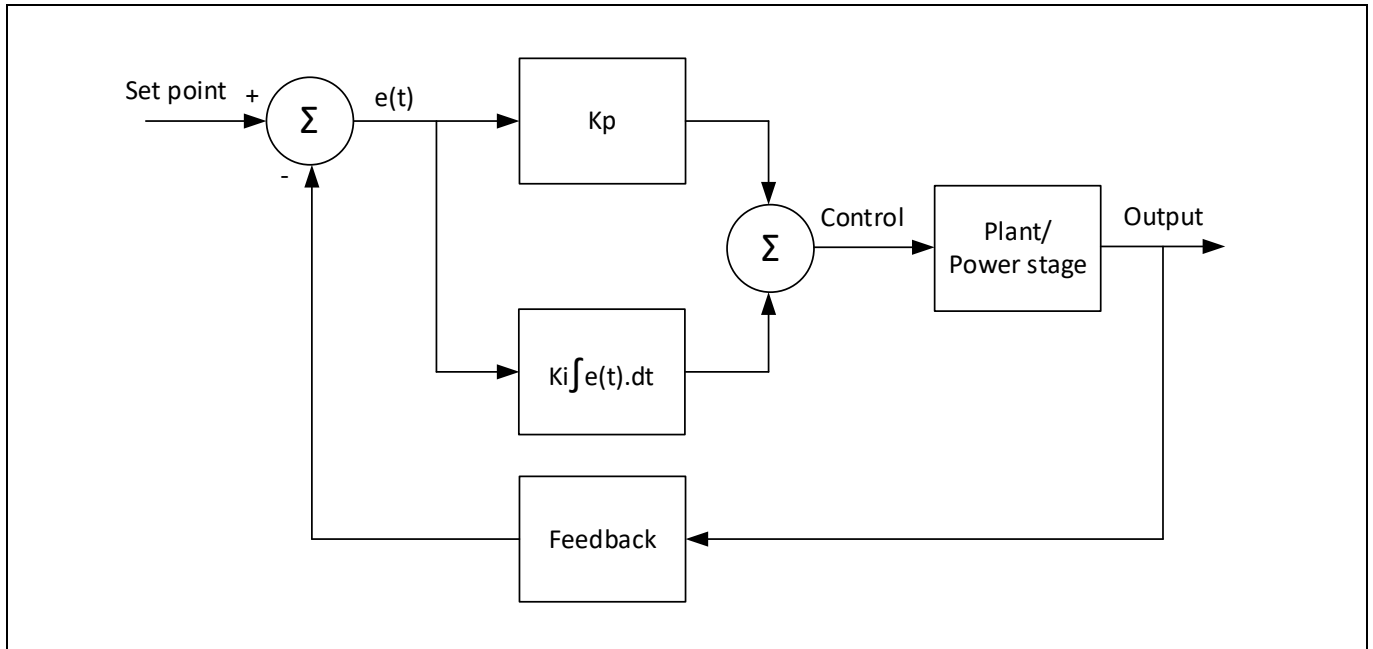 Set point
+
Σ
-
e(t)
Kp
Ki∫e(t).dt
Σ
Control
Plant/
Power stage
Output
Feedback